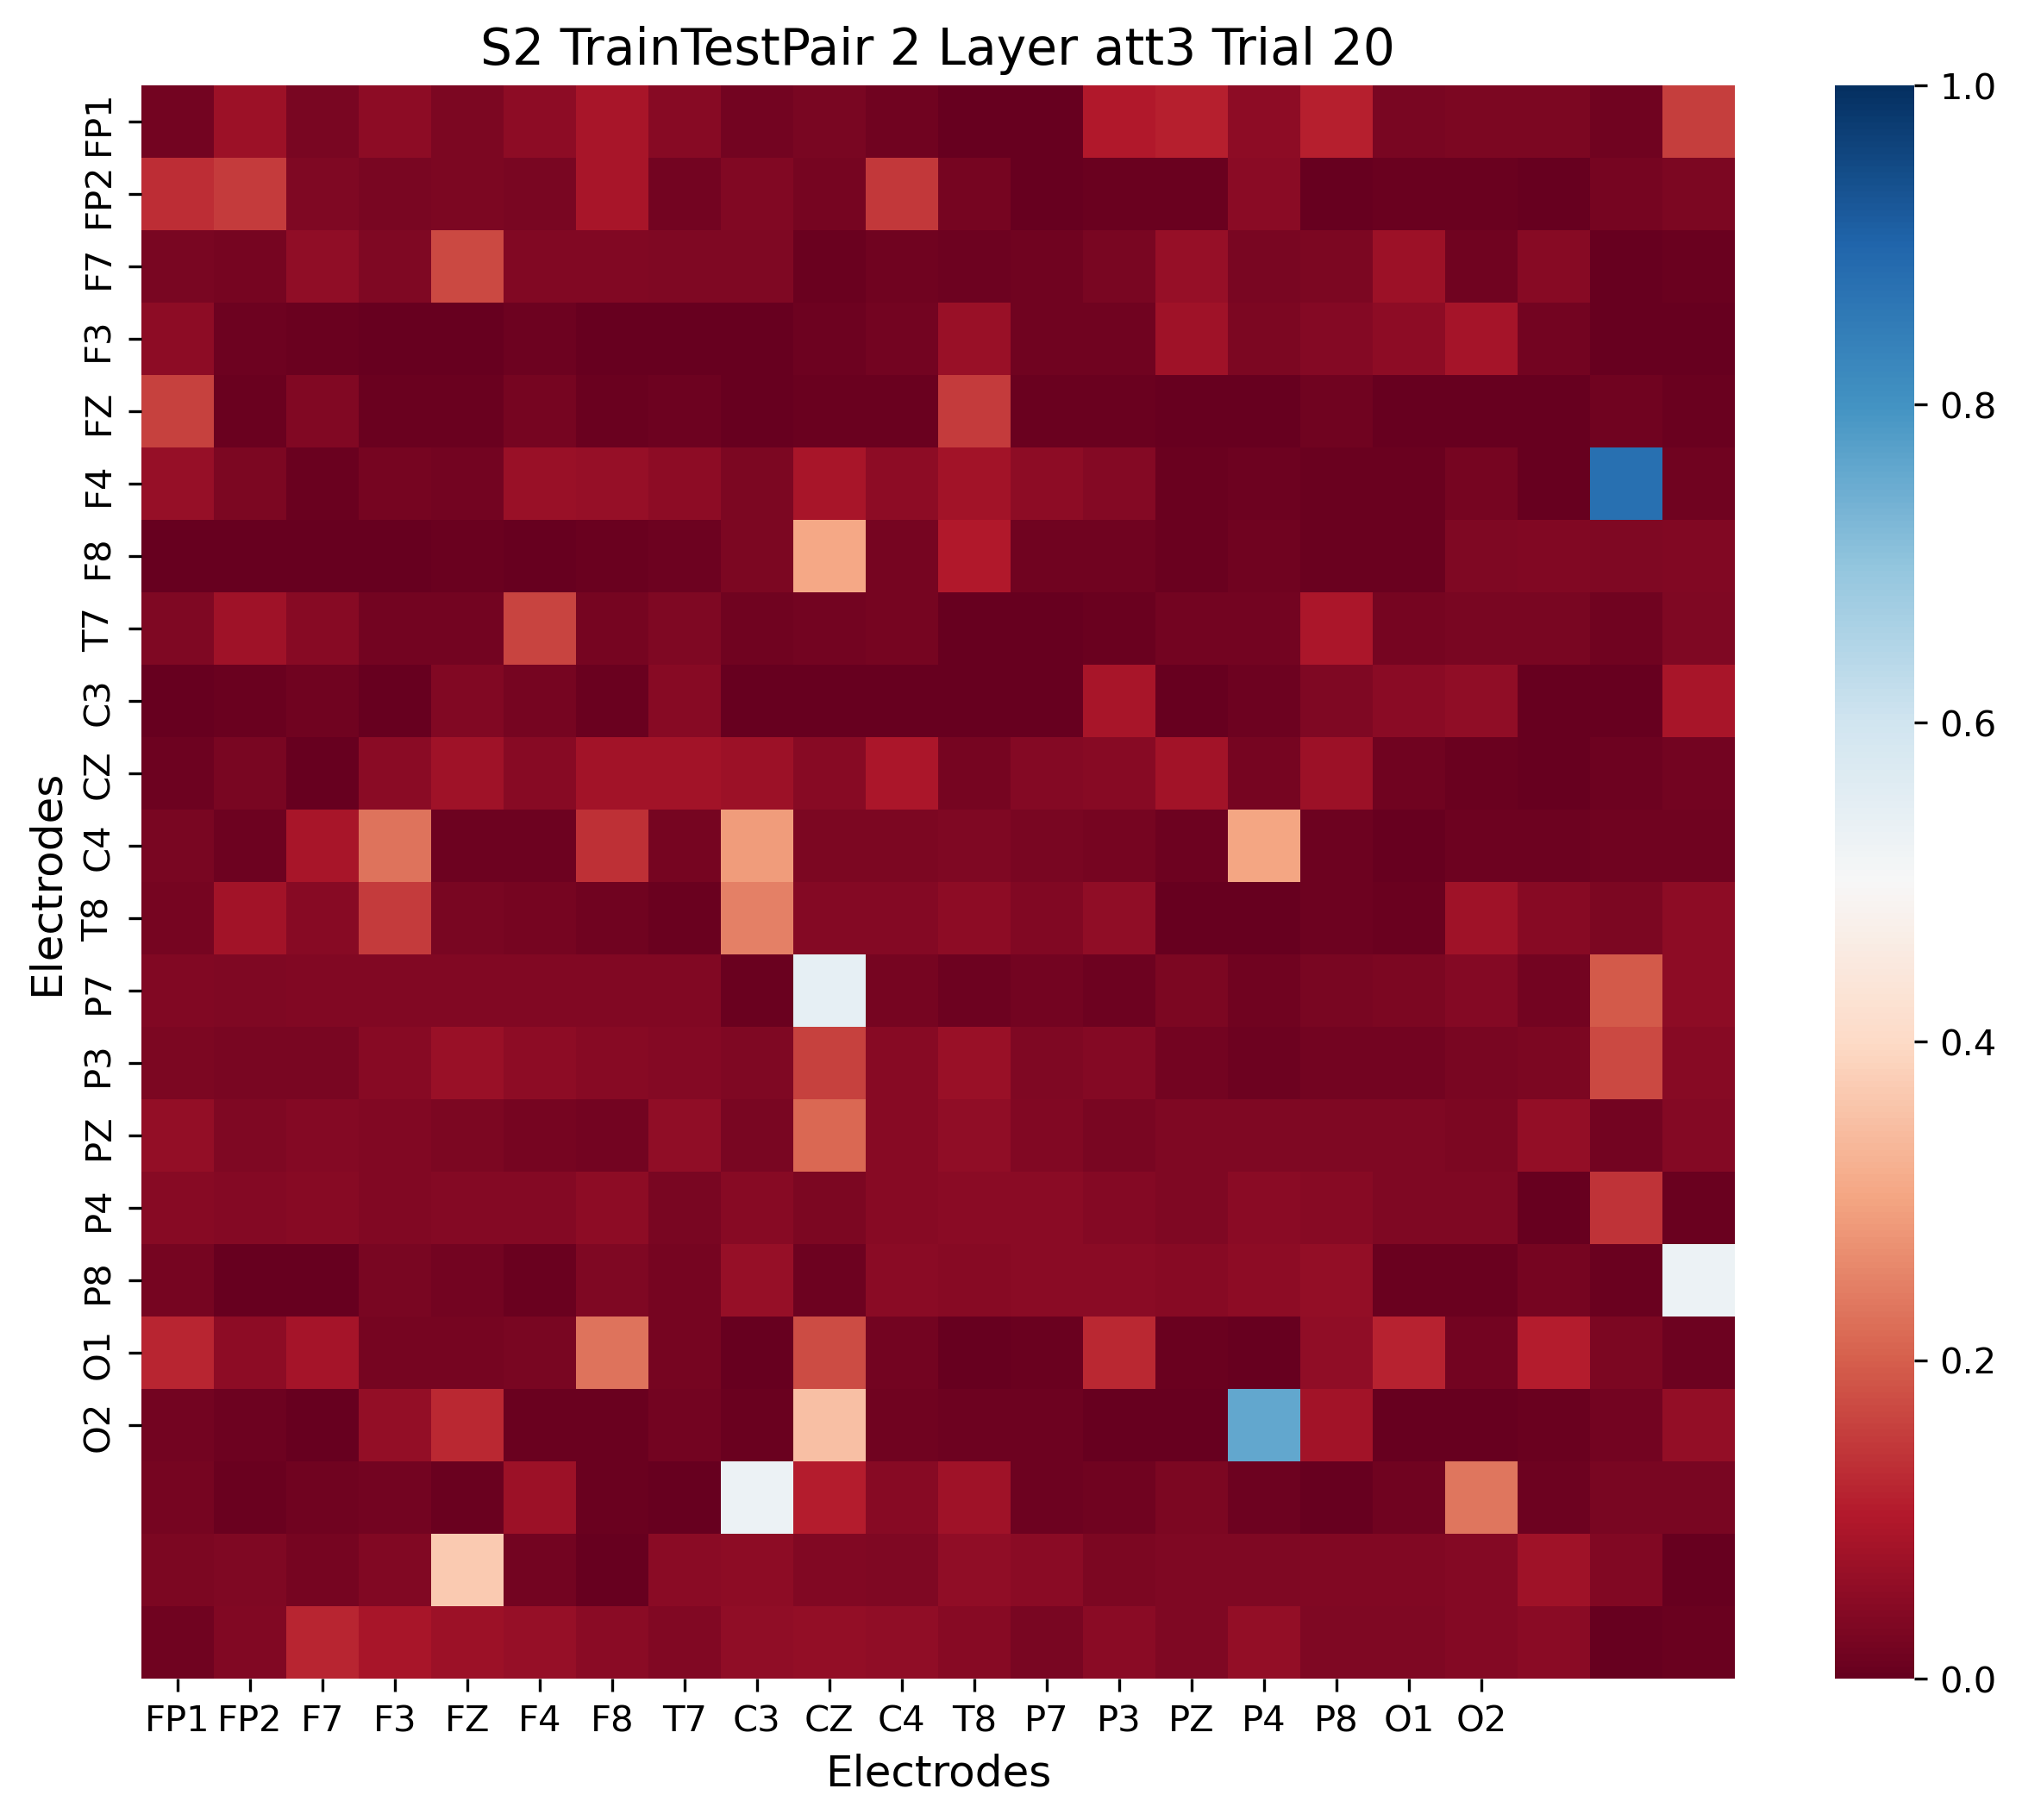 S2 TrainTestPair 2 Layer att3 Trial 20
FP1
FP2
F7
F3
FZ
F4
F8
T7
C3
CZ
C4
T8
P7
P3
PZ
P4
P8
O1
O2
Electrodes
FP1 FP2 F7 F3 FZ F4 F8 T7 C3 CZ C4 T8 P7 P3 PZ P4 P8 O1 O2
Electrodes
1.0
0.8
0.6
0.4
0.2
0.0